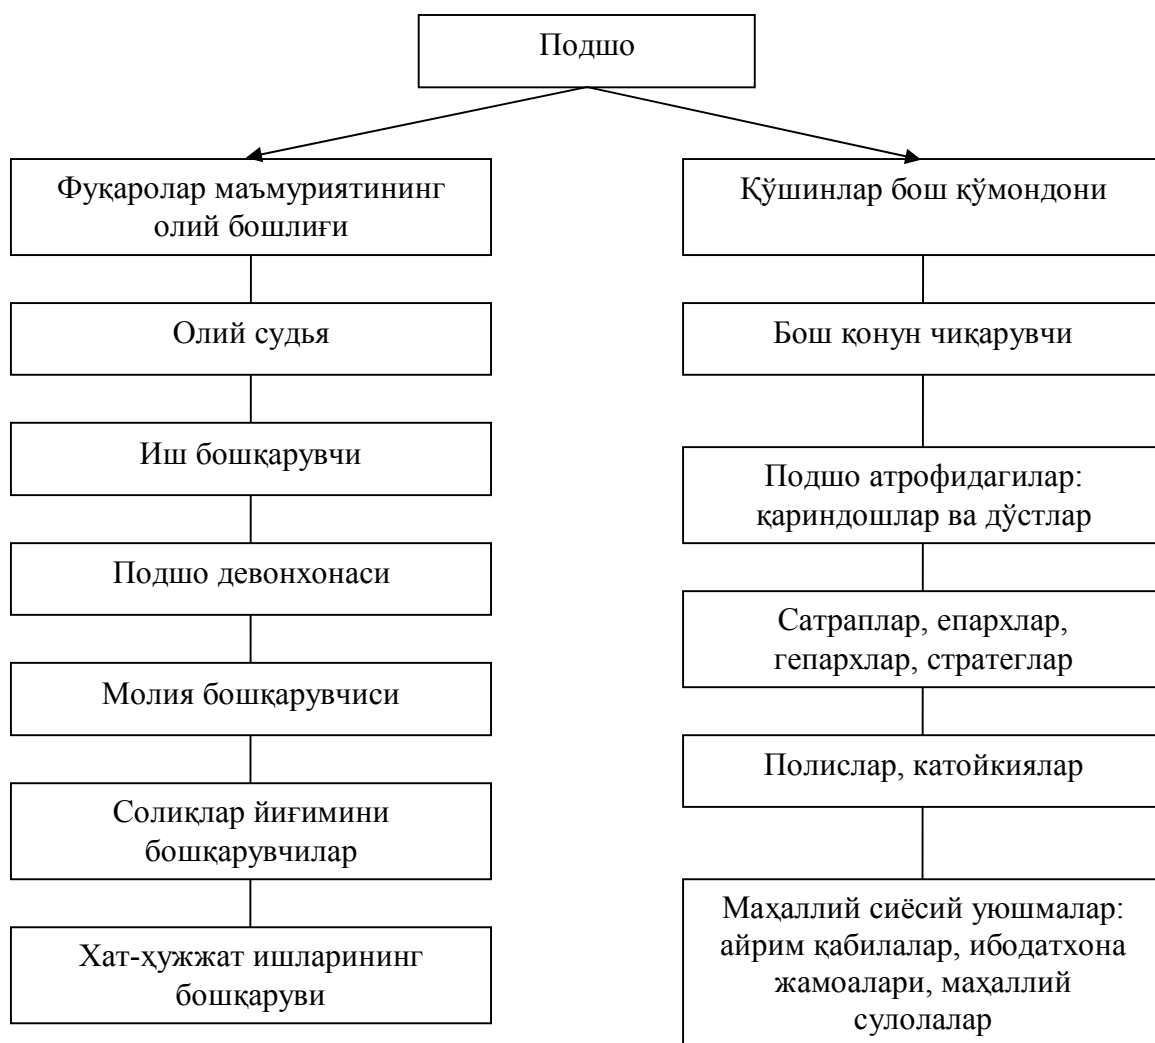 Подшо
Фуқаролар маъмуриятининг
олий бошлиғи
Олий судья
Иш бошқарувчи
Подшо девонхонаси
Молия бошқарувчиси
Солиқлар йиғимини
бошқарувчилар
Хат-ҳужжат ишларининг
бошқаруви
Қўшинлар бош қўмондони
Бош қонун чиқарувчи
Подшо атрофидагилар:
қариндошлар ва дўстлар
Сатраплар, епархлар,
гепархлар, стратеглар
Полислар, катойкиялар
Маҳаллий сиёсий уюшмалар:
айрим қабилалар, ибодатхона
жамоалари, маҳаллий
сулолалар